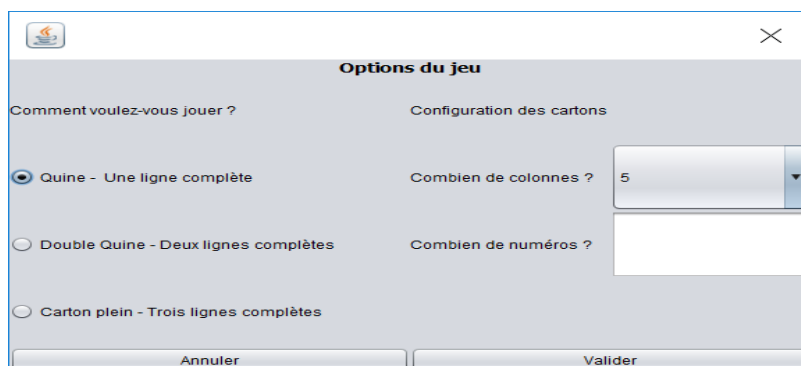 Options du jeu
Comment voulez-vous jouer ?
Configuration des cartons
Quine - Une ligne complète
Combien de colonnes ?
5
Double Quine - Deux lignes complètes
Combien de numéros ?
Carton plein - Trois lignes complètes
Annuler
Valider